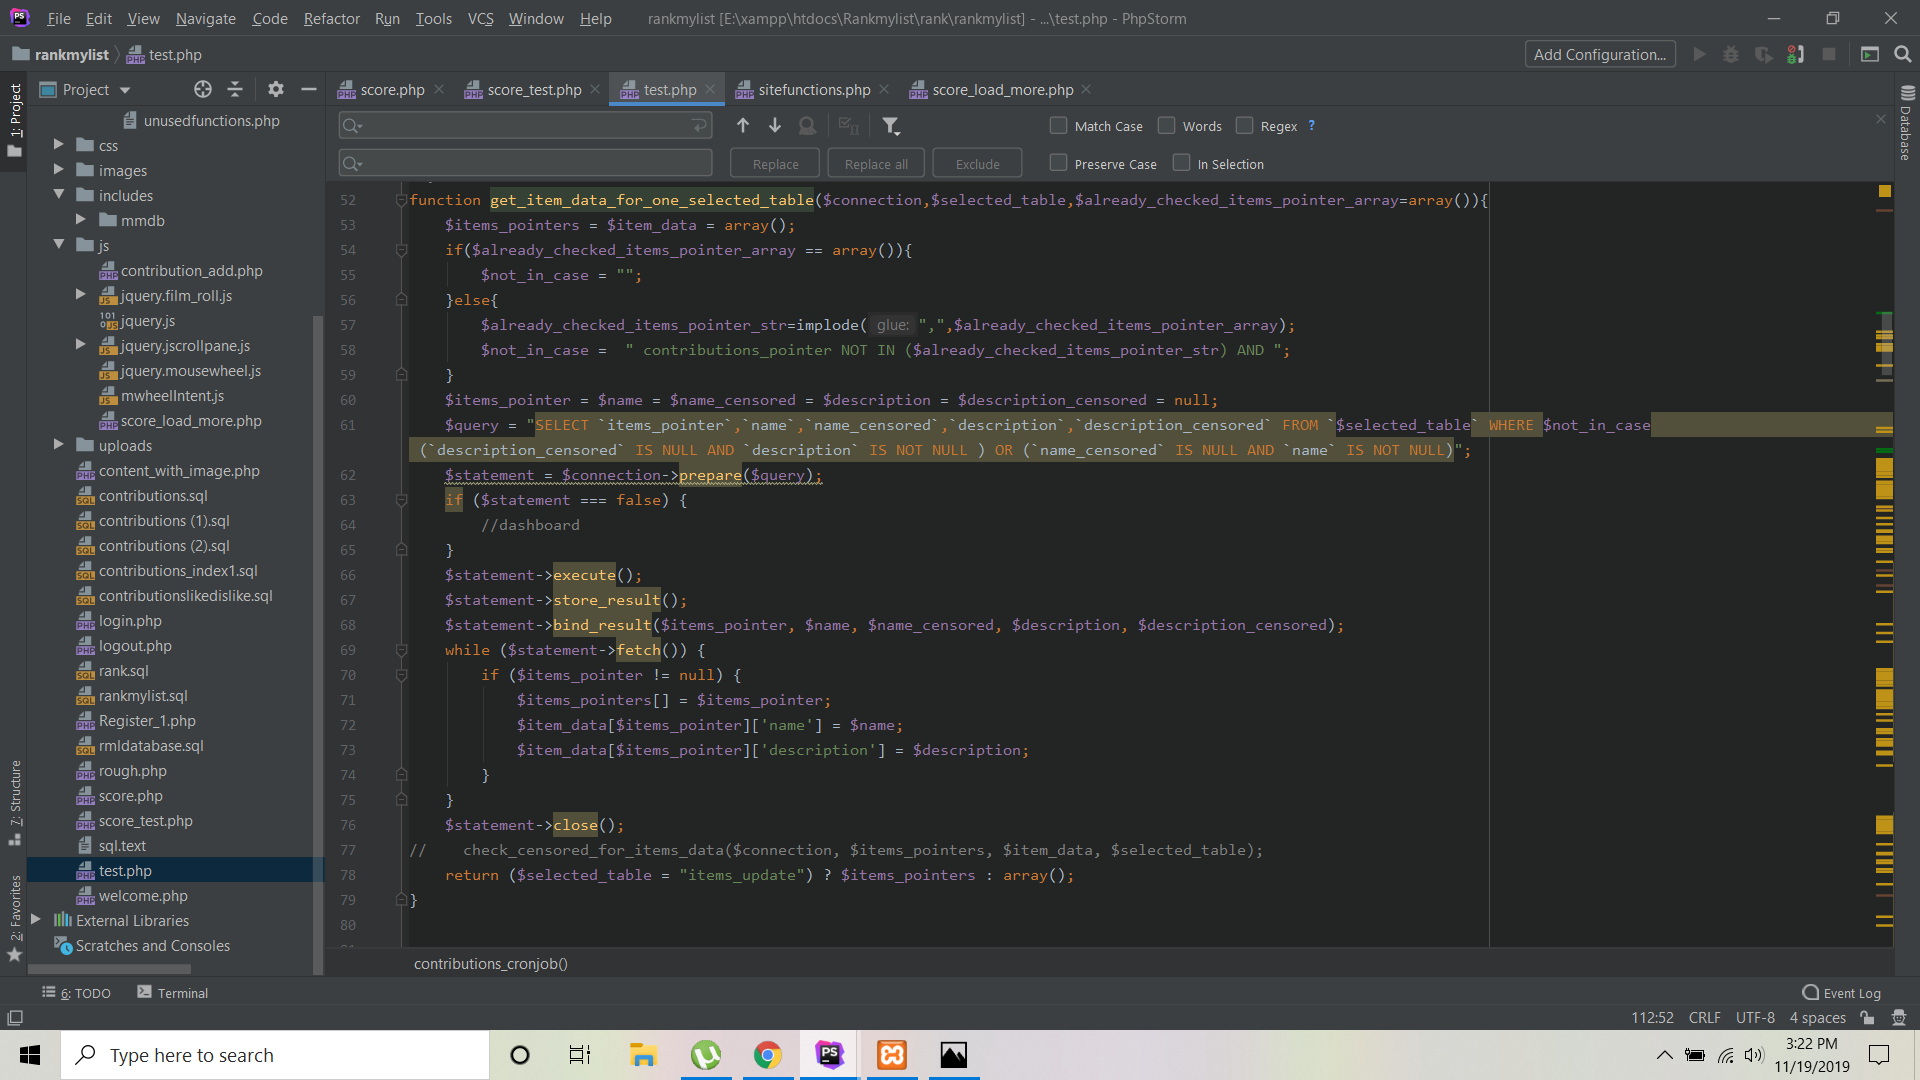 File Edit View Navigate Code Refactor Run Tools VCS Window Help rankmylist [E:\xampp\htdocs\Rankmylist\rank\rankmylist] - ...\test.php - PhpStorm
rankmylist test.php Add Configuration...
Project score.php score_test.php test.php sitefunctions.php score_load_more.php
1: Project
7: Structure
2: Favorites
Database
unusedfunctions.php
css
images
includes
mmdb
js
contribution_add.php
jquery.film_roll.js
jquery.js
jquery.jscrollpane.js
jquery.mousewheel.js
mwheelIntent.js
score_load_more.php
uploads
content_with_image.php
contributions.sql
contributions (1).sql
contributions (2).sql
contributions_index1.sql
contributionslikedislike.sql
login.php
logout.php
rank.sql
rankmylist.sql
Register_1.php
rmldatabase.sql
rough.php
score.php
score_test.php
sql.text
test.php
welcome.php
External Libraries
Scratches and Consoles
Match Case Words Regex ?
Replace Replace all Exclude Preserve Case In Selection
52 function get_item_data_for_one_selected_table($connection,$selected_table,$already_checked_items_pointer_array=array()){
53 $items_pointers = $item_data = array();
54 if($already_checked_items_pointer_array == array()){
55 $not_in_case = "";
56 }else{
57 $already_checked_items_pointer_str=implode( glue: ",",$already_checked_items_pointer_array);
58 $not_in_case =  " contributions_pointer NOT IN ($already_checked_items_pointer_str) AND ";
59 }
60 $items_pointer = $name = $name_censored = $description = $description_censored = null;
61 $query = "SELECT `items_pointer`,`name`,`name_censored`,`description`,`description_censored` FROM `$selected_table` WHERE $not_in_case
(`description_censored` IS NULL AND `description` IS NOT NULL ) OR (`name_censored` IS NULL AND `name` IS NOT NULL)";
62 $statement = $connection->prepare($query);
63 if ($statement === false) {
64 //dashboard
65 }
66 $statement->execute();
67 $statement->store_result();
68 $statement->bind_result($items_pointer, $name, $name_censored, $description, $description_censored);
69 while ($statement->fetch()) {
70 if ($items_pointer != null) {
71 $items_pointers[] = $items_pointer;
72 $item_data[$items_pointer]['name'] = $name;
73 $item_data[$items_pointer]['description'] = $description;
74 }
75 }
76 $statement->close();
77 //    check_censored_for_items_data($connection, $items_pointers, $item_data, $selected_table);
78 return ($selected_table = "items_update") ? $items_pointers : array();
79 }
80
contributions_cronjob()
6: TODO Terminal Event Log
112:52 CRLF UTF-8 4 spaces
Type here to search
3:22 PM
11/19/2019